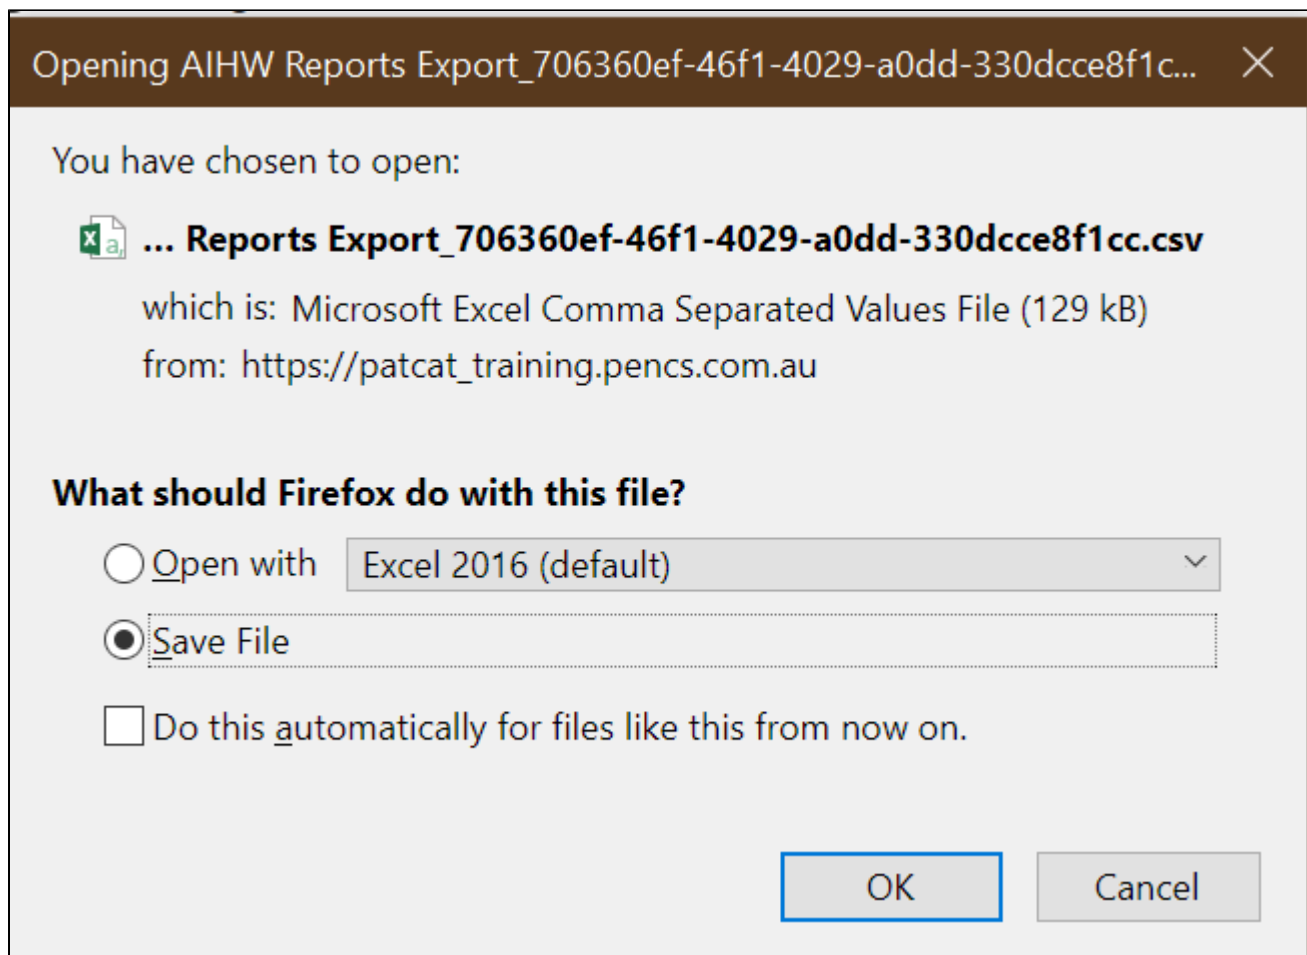 Opening AIHW Reports Export_706360ef-46f1-4029-a0dd-330dcce8f1c...
You have chosen to open:
... Reports Export_706360ef-46f1-4029-a0dd-330dcce8f1cc.csv
which is: Microsoft Excel Comma Separated Values File (129 kB)
from: https://patcat_training.pencs.com.au
What should Firefox do with this file?
Open with Excel 2016 (default)
Save File
Do this automatically for files like this from now on.
OK Cancel